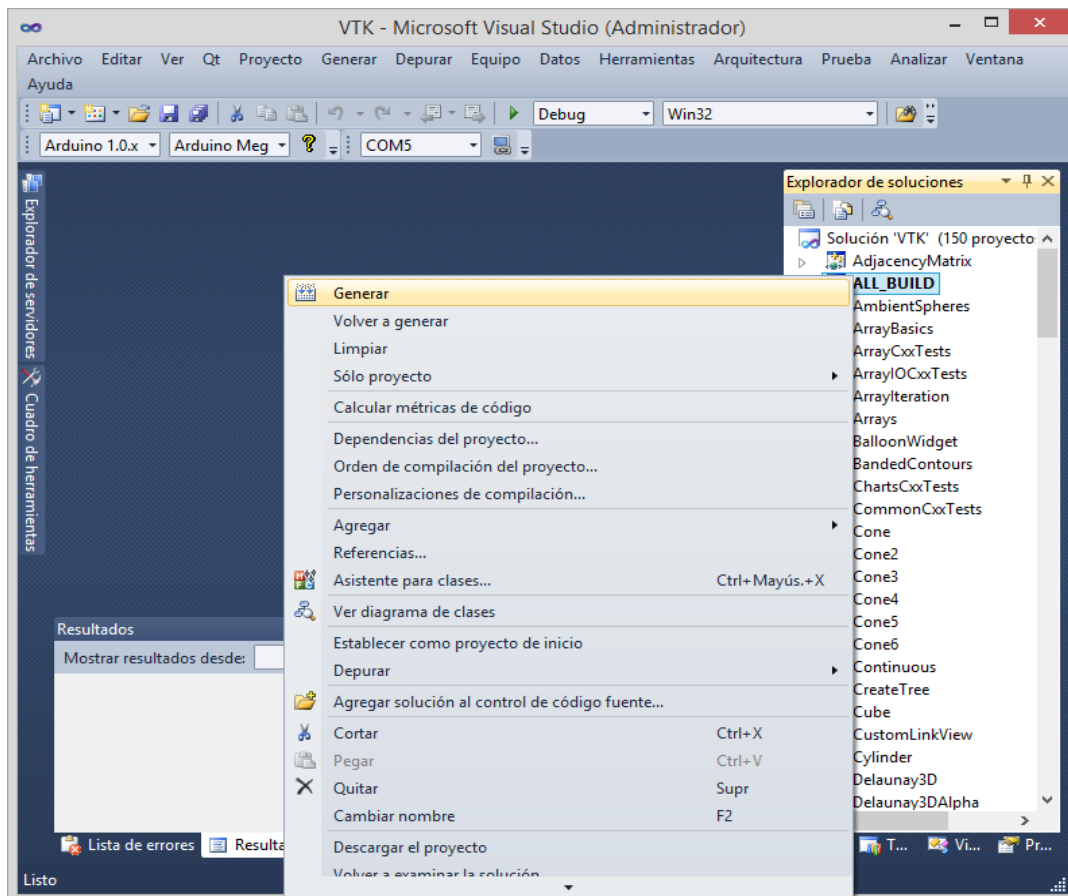 VTK - Microsoft Visual Studio (Administrador)
Archivo Editar Ver Qt Proyecto Generar Depurar Equipo Datos Herramientas Arquitectura Prueba Analizar Ventana
Ayuda
Debug Win32
Arduino 1.0.x Arduino Meg COM5
Explorador de servidores
Cuadro de herramientas
Explorador de soluciones
Solución 'VTK' (150 proyecto
AdjacencyMatrix
ALL_BUILD
AmbientSpheres
ArrayBasics
ArrayCxxTests
ArrayIOCxxTests
ArrayIteration
Arrays
BalloonWidget
BandedContours
ChartsCxxTests
CommonCxxTests
Cone
Cone2
Cone3
Cone4
Cone5
Cone6
Continuous
CreateTree
Cube
CustomLinkView
Cylinder
Delaunay3D
Delaunay3DAlpha
Generar
Volver a generar
Limpiar
Sólo proyecto
Calcular métricas de código
Dependencias del proyecto...
Orden de compilación del proyecto...
Personalizaciones de compilación...
Agregar
Referencias...
Asistente para clases... Ctrl+Mayús.+X
Ver diagrama de clases
Establecer como proyecto de inicio
Depurar
Agregar solución al control de código fuente...
Cortar Ctrl+X
Pegar Ctrl+V
Quitar Supr
Cambiar nombre F2
Descargar el proyecto
Volver a examinar la solución
Resultados
Mostrar resultados desde:
Lista de errores Resulta
T... Vi... Pr...
Listo